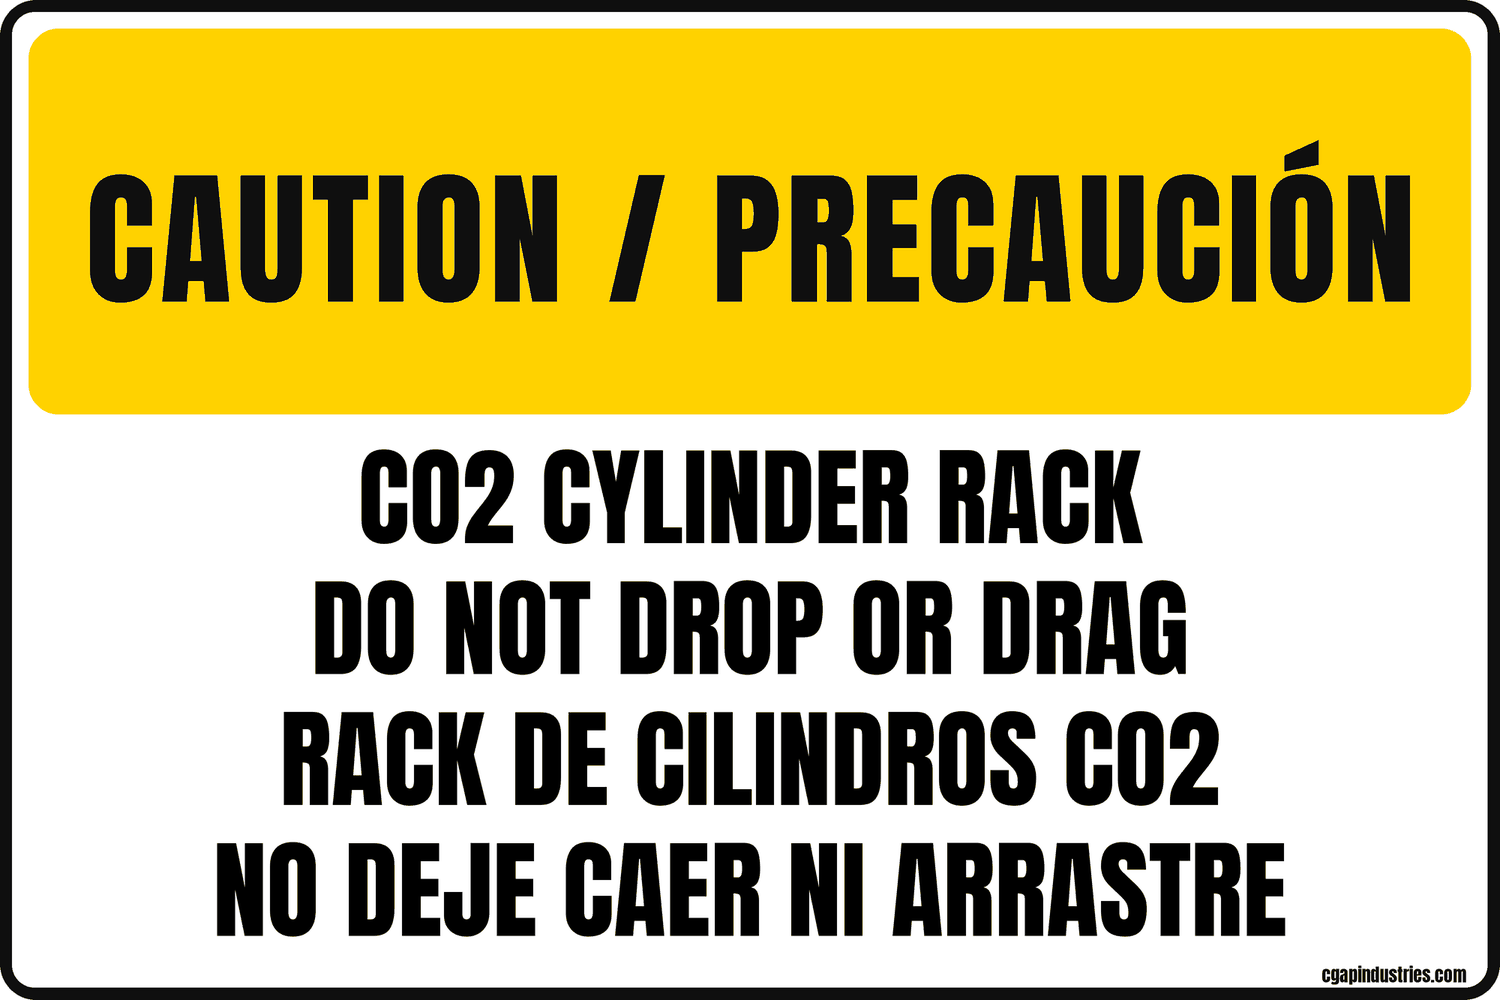 CAUTION / PRECAUCIÓN
CO2 CYLINDER RACK
DO NOT DROP OR DRAG
RACK DE CILINDROS CO2
NO DEJE CAER NI ARRASTRE
cgapindustries.com